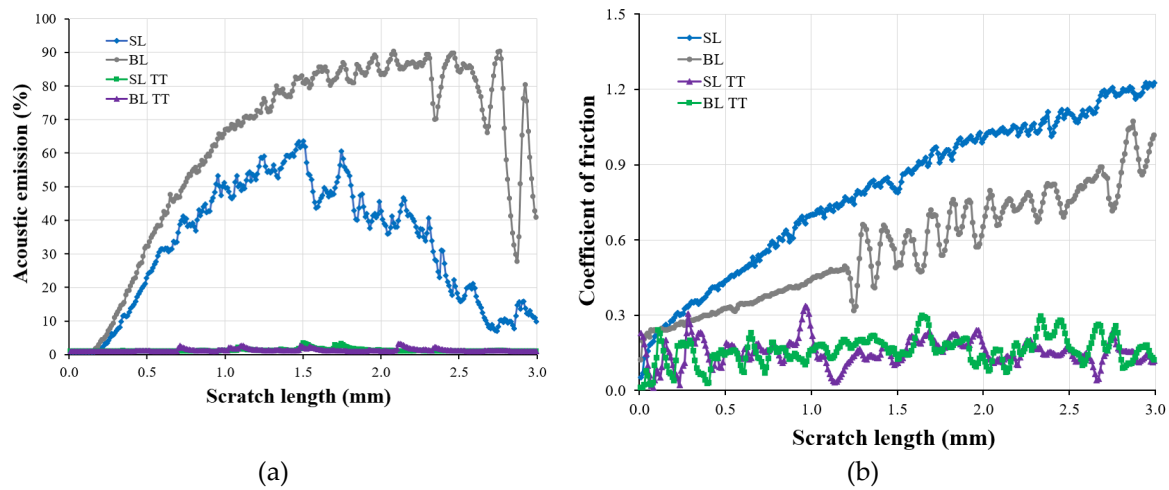 100
90
80
70
60
50
40
30
20
10
0
Acoustic emission (%)
SL
BL
SL TT
BL TT
0.0 0.5 1.0 1.5 2.0 2.5 3.0
Scratch length (mm)
(a)
1.5
1.2
0.9
0.6
0.3
0.0
Coefficient of friction
SL
BL
SL TT
BL TT
0.0 0.5 1.0 1.5 2.0 2.5 3.0
Scratch length (mm)
(b)